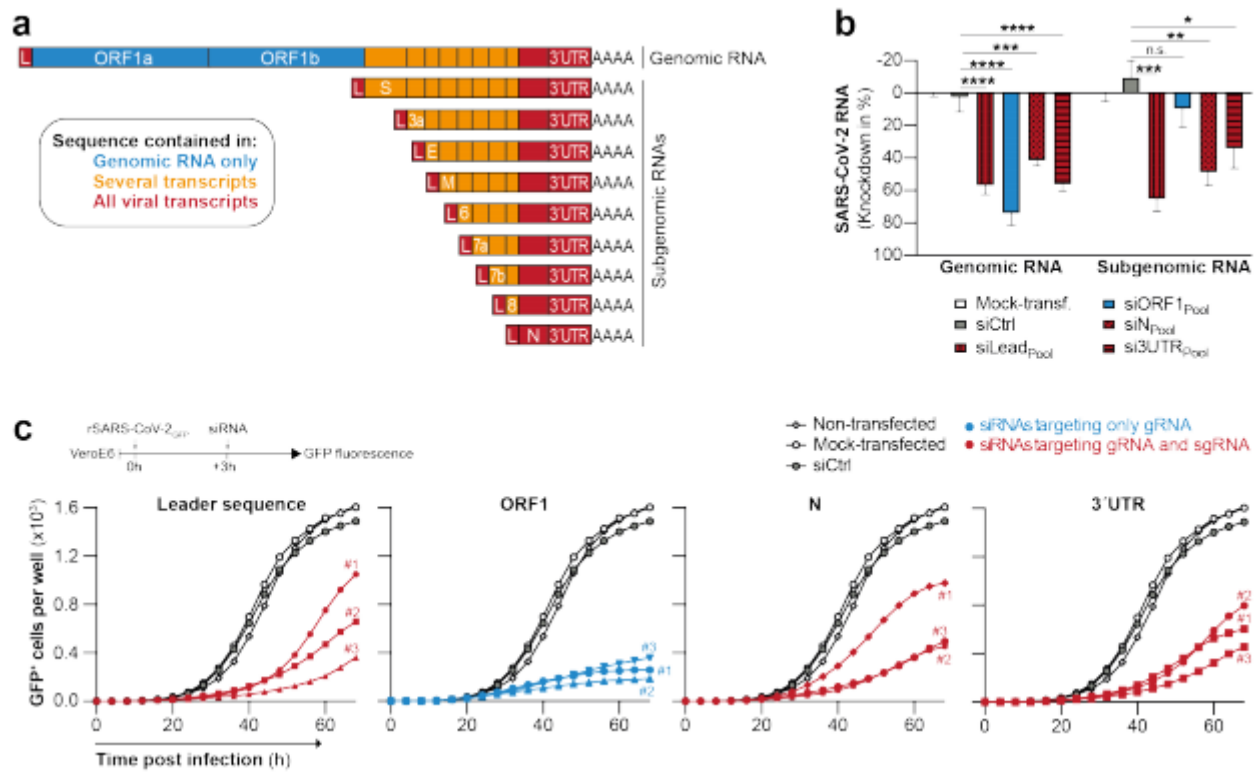 a
L ORF1a ORF1b 3'UTR AAAA Genomic RNA
L S 3'UTR AAAA
L 3a 3'UTR AAAA
L E 3'UTR AAAA
L M 3'UTR AAAA
L 6 3'UTR AAAA
L 7a 3'UTR AAAA
L 7b 3'UTR AAAA
L 8 3'UTR AAAA
L N 3'UTR AAAA
Subgenomic RNAs
Sequence contained in:
Genomic RNA only
Several transcripts
All viral transcripts
b
SARS-CoV-2 RNA
(Knockdown in %)
-20
0
20
40
60
80
100
****
***
****
****
*
**
n.s.
***
Genomic RNA Subgenomic RNA
Mock-transf. siORF1Pool
siCtrl siNPool
siLeadPool si3UTRPool
c
rSARS-CoV-2GFP siRNA
VeroE6 GFP fluorescence
0h +3h
Non-transfected siRNAs targeting only gRNA
Mock-transfected siRNAs targeting gRNA and sgRNA
siCtrl
GFP+ cells per well (x10³)
Leader sequence
1.6
1.2
0.8
0.4
0.0
#1
#2
#3
0 20 40 60
ORF1
#3
#1
#2
0 20 40 60
N
#1
#3
#2
0 20 40 60
3´UTR
#2
#1
#3
0 20 40 60
Time post infection (h)